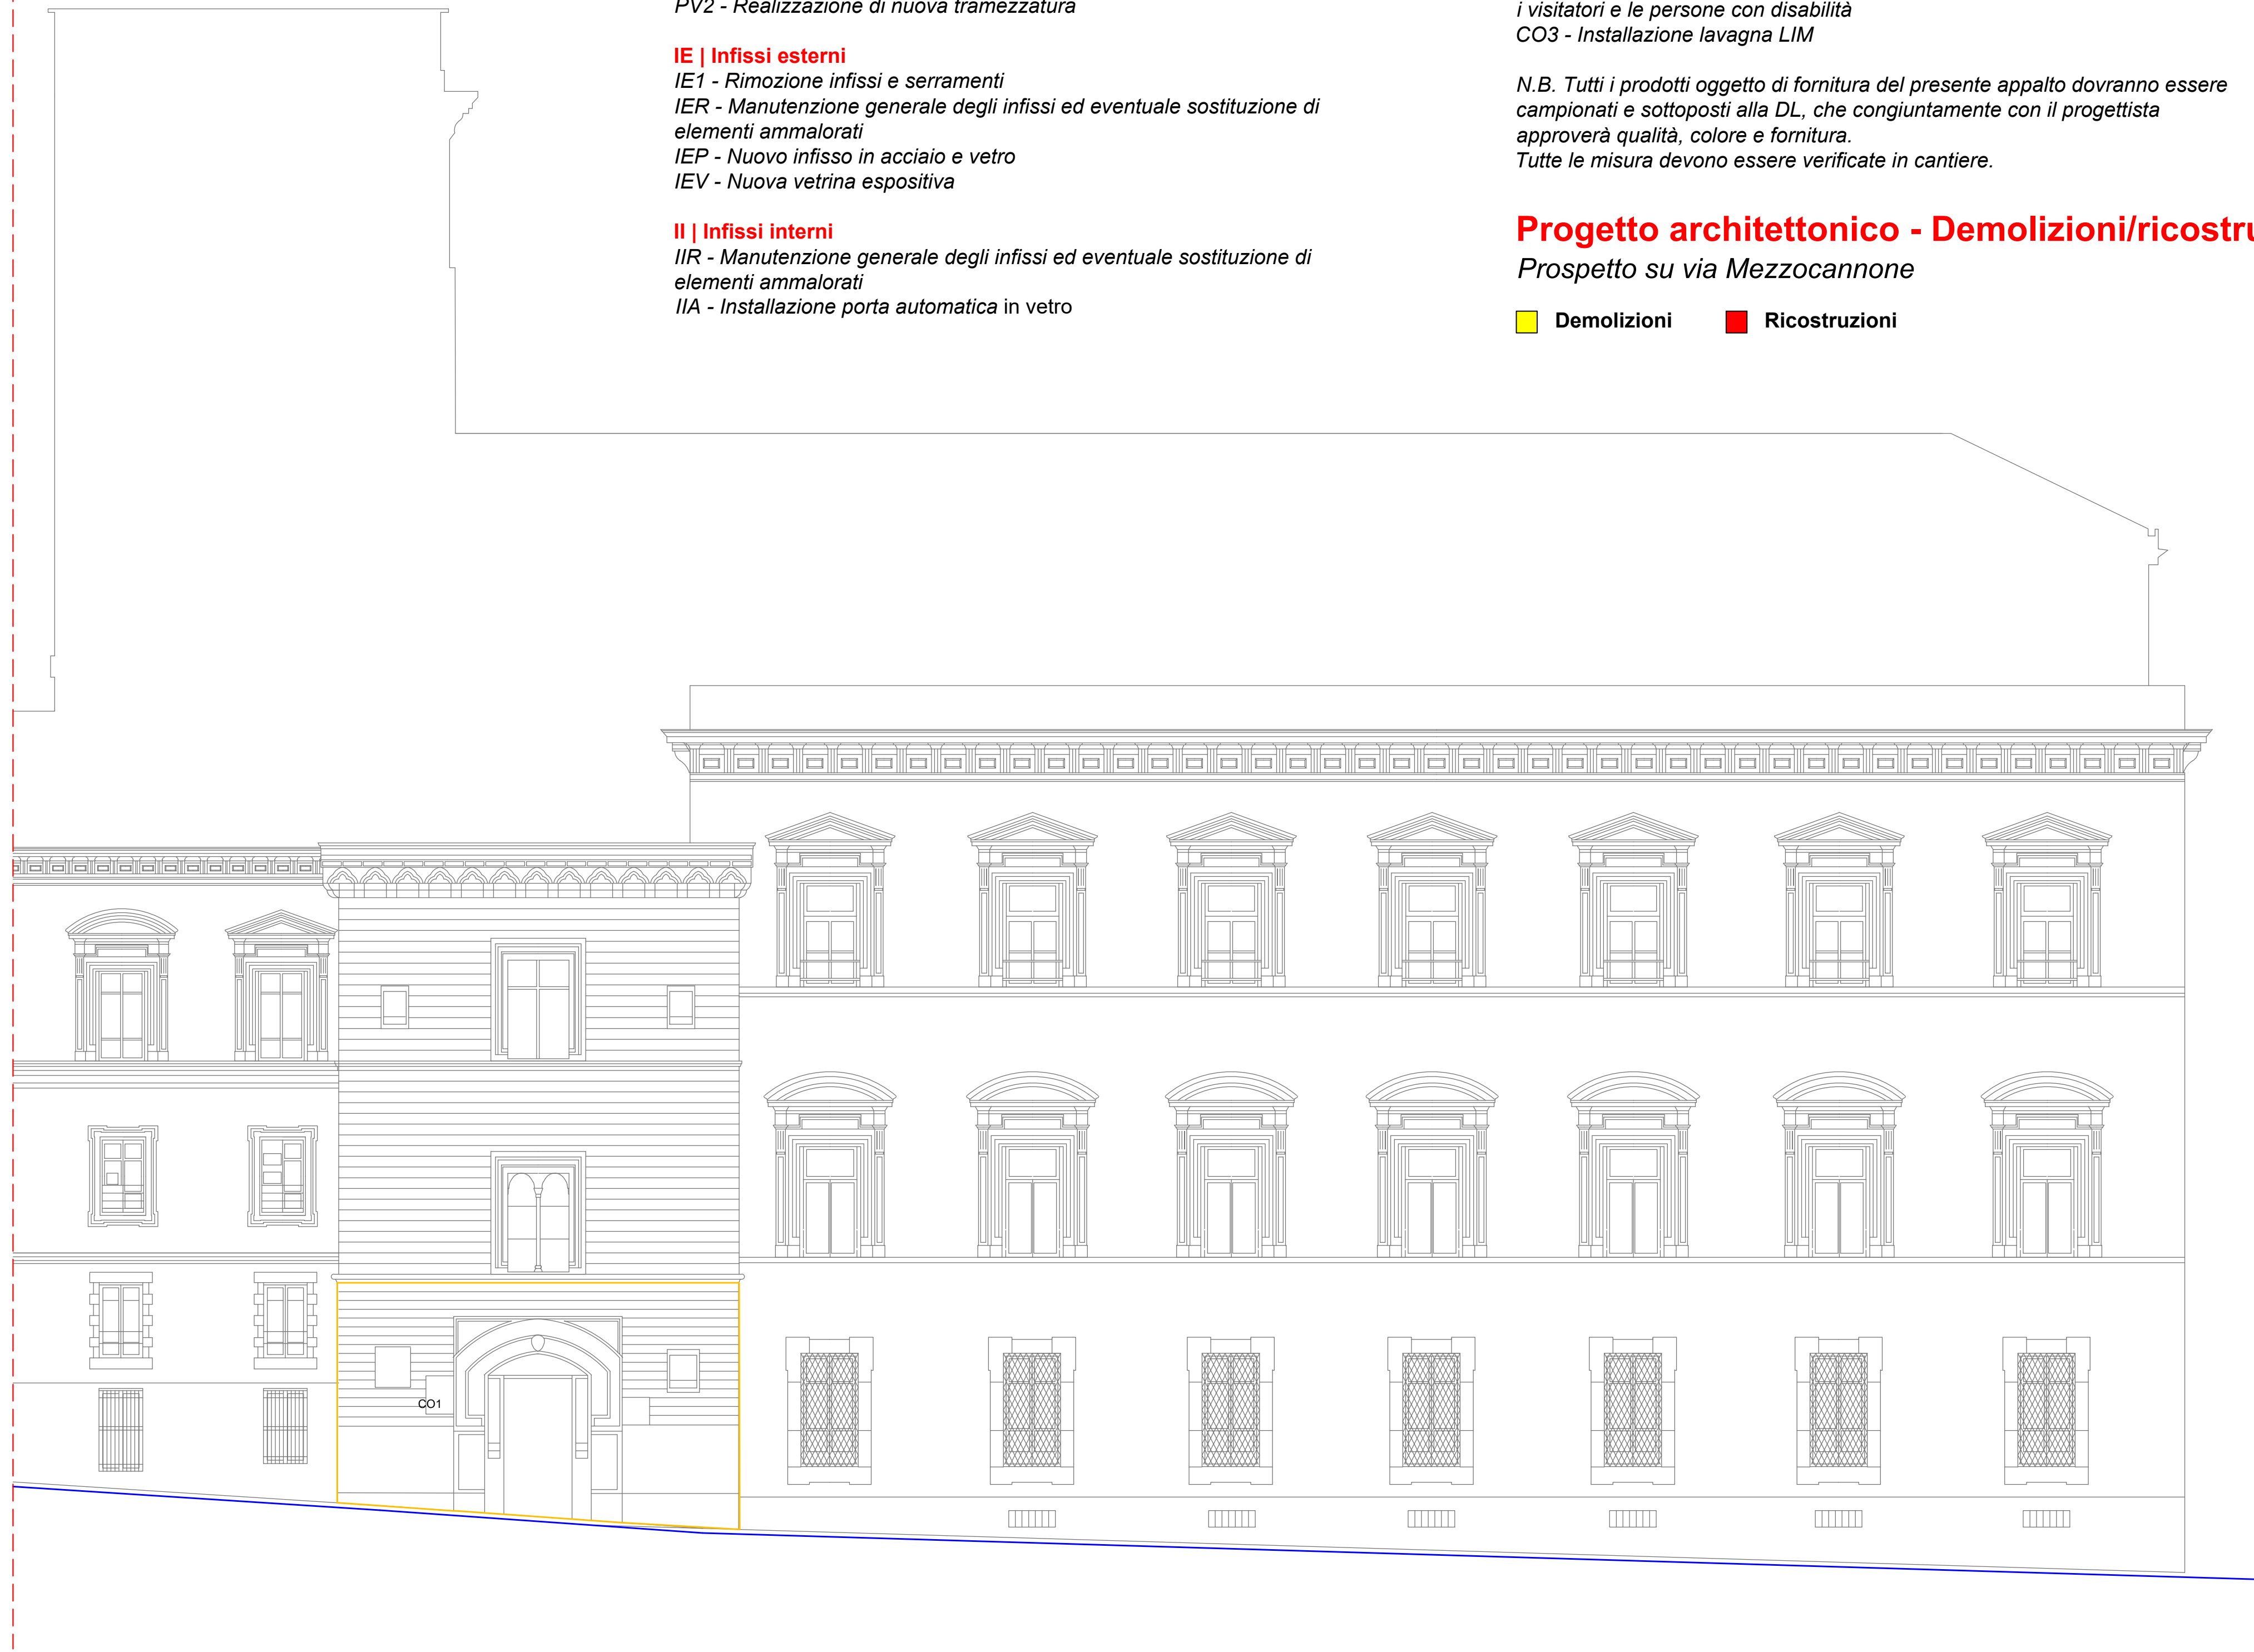 PV2 - Realizzazione di nuova tramezzatura
IE | Infissi esterni
IE1 - Rimozione infissi e serramenti
IER - Manutenzione generale degli infissi ed eventuale sostituzione di
elementi ammalorati
IEP - Nuovo infisso in acciaio e vetro
IEV - Nuova vetrina espositiva
II | Infissi interni
IIR - Manutenzione generale degli infissi ed eventuale sostituzione di
elementi ammalorati
IIA - Installazione porta automatica in vetro
i visitatori e le persone con disabilità
CO3 - Installazione lavagna LIM
N.B. Tutti i prodotti oggetto di fornitura del presente appalto dovranno essere
campionati e sottoposti alla DL, che congiuntamente con il progettista
approverà qualità, colore e fornitura.
Tutte le misura devono essere verificate in cantiere.
Progetto architettonico - Demolizioni/ricostru
Prospetto su via Mezzocannone
Demolizioni Ricostruzioni
CO1